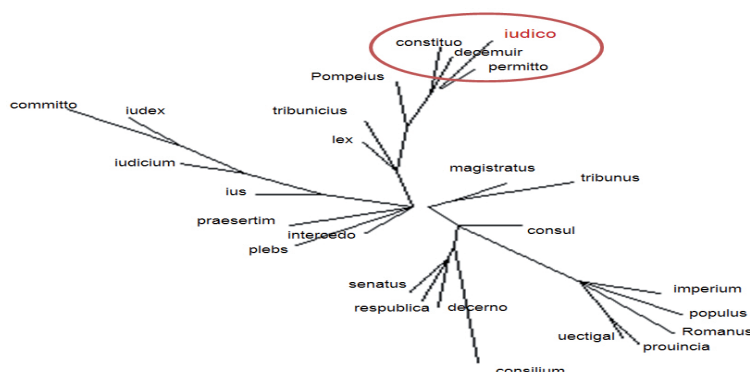 iudico
constituo
decemuir
permitto
Pompeius
committo
iudex
tribunicius
lex
iudicium
magistratus
tribunus
ius
praesertim
intercedo
plebs
consul
senatus
respublica
decerno
imperium
populus
Romanus
uectigal
prouincia
consilium